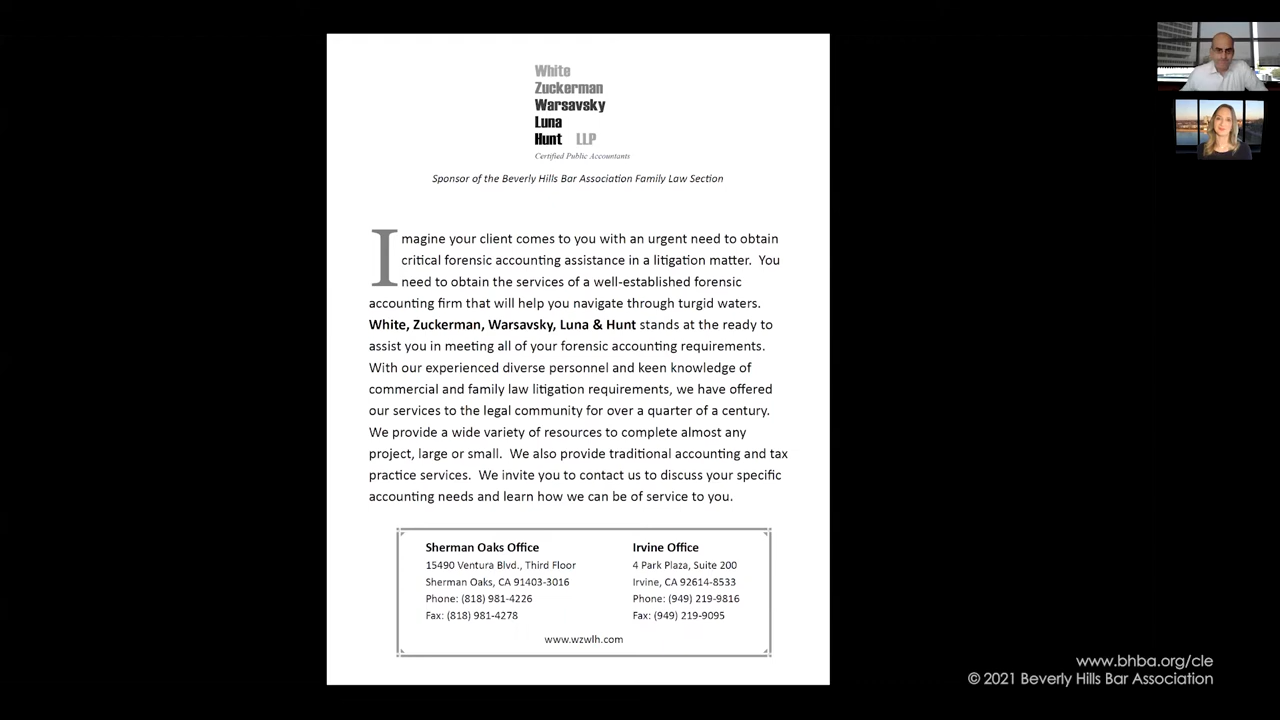 White
Zuckerman
Warsavsky
Luna
Hunt LLP
Certified Public Accountants
Sponsor of the Beverly Hills Bar Association Family Law Section
Imagine your client comes to you with an urgent need to obtain
critical forensic accounting assistance in a litigation matter. You
need to obtain the services of a well-established forensic
accounting firm that will help you navigate through turgid waters.
White, Zuckerman, Warsavsky, Luna & Hunt stands at the ready to
assist you in meeting all of your forensic accounting requirements.
With our experienced diverse personnel and keen knowledge of
commercial and family law litigation requirements, we have offered
our services to the legal community for over a quarter of a century.
We provide a wide variety of resources to complete almost any
project, large or small. We also provide traditional accounting and tax
practice services. We invite you to contact us to discuss your specific
accounting needs and learn how we can be of service to you.
Sherman Oaks Office
15490 Ventura Blvd., Third Floor
Sherman Oaks, CA 91403-3016
Phone: (818) 981-4226
Fax: (818) 981-4278
Irvine Office
4 Park Plaza, Suite 200
Irvine, CA 92614-8533
Phone: (949) 219-9816
Fax: (949) 219-9095
www.wzwlh.com
www.bhba.org/cle
© 2021 Beverly Hills Bar Association